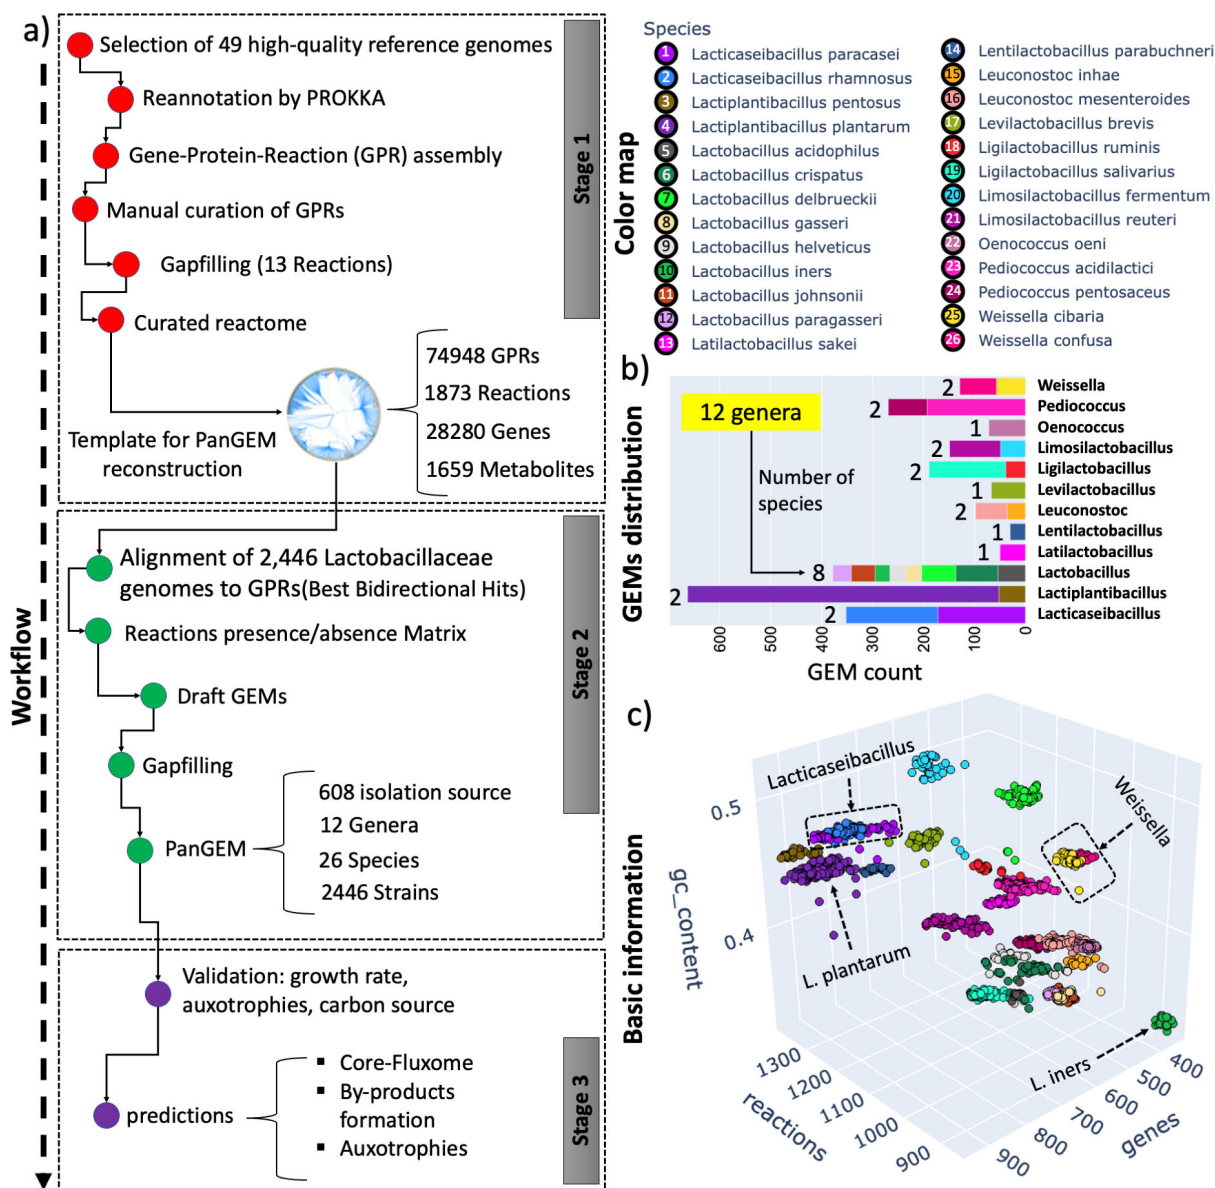 a)
Workflow
Selection of 49 high-quality reference genomes
Reannotation by PROKKA
Gene-Protein-Reaction (GPR) assembly
Manual curation of GPRs
Gapfilling (13 Reactions)
Curated reactome
Stage 1
74948 GPRs
1873 Reactions
28280 Genes
1659 Metabolites
Template for PanGEM
reconstruction
Alignment of 2,446 Lactobacillaceae
genomes to GPRs(Best Bidirectional Hits)
Reactions presence/absence Matrix
Draft GEMs
Gapfilling
PanGEM
608 isolation source
12 Genera
26 Species
2446 Strains
Stage 2
Validation: growth rate,
auxotrophies, carbon source
predictions
▪ Core-Fluxome
▪ By-products
formation
▪ Auxotrophies
Stage 3
Color map
Species
1 Lacticaseibacillus paracasei
2 Lacticaseibacillus rhamnosus
3 Lactiplantibacillus pentosus
4 Lactiplantibacillus plantarum
5 Lactobacillus acidophilus
6 Lactobacillus crispatus
7 Lactobacillus delbrueckii
8 Lactobacillus gasseri
9 Lactobacillus helveticus
10 Lactobacillus iners
11 Lactobacillus johnsonii
12 Lactobacillus paragasseri
13 Latilactobacillus sakei
14 Lentilactobacillus parabuchneri
15 Leuconostoc inhae
16 Leuconostoc mesenteroides
17 Levilactobacillus brevis
18 Ligilactobacillus ruminis
19 Ligilactobacillus salivarius
20 Limosilactobacillus fermentum
21 Limosilactobacillus reuteri
22 Oenococcus oeni
23 Pediococcus acidilactici
24 Pediococcus pentosaceus
25 Weissella cibaria
26 Weissella confusa
b)
GEMs distribution
12 genera
Number of
species
2 Weissella
2 Pediococcus
1 Oenococcus
2 Limosilactobacillus
2 Ligilactobacillus
1 Levilactobacillus
2 Leuconostoc
1 Lentilactobacillus
1 Latilactobacillus
8 Lactobacillus
2 Lactiplantibacillus
2 Lacticaseibacillus
600 500 400 300 200 100 0
GEM count
c)
Basic information
Lacticaseibacillus
Weissella
L. plantarum
L. iners
gc_content
0.5
0.4
reactions
1300
1200
1100
1000
900
genes
400
500
600
700
800
900